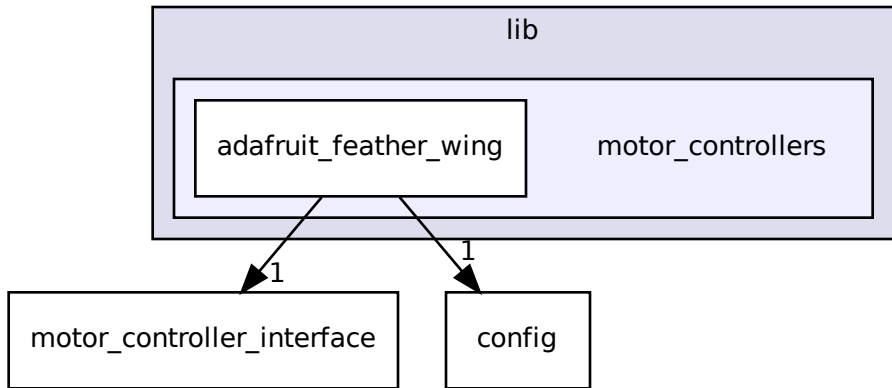 lib
adafruit_feather_wing
motor_controllers
1
1
motor_controller_interface
config